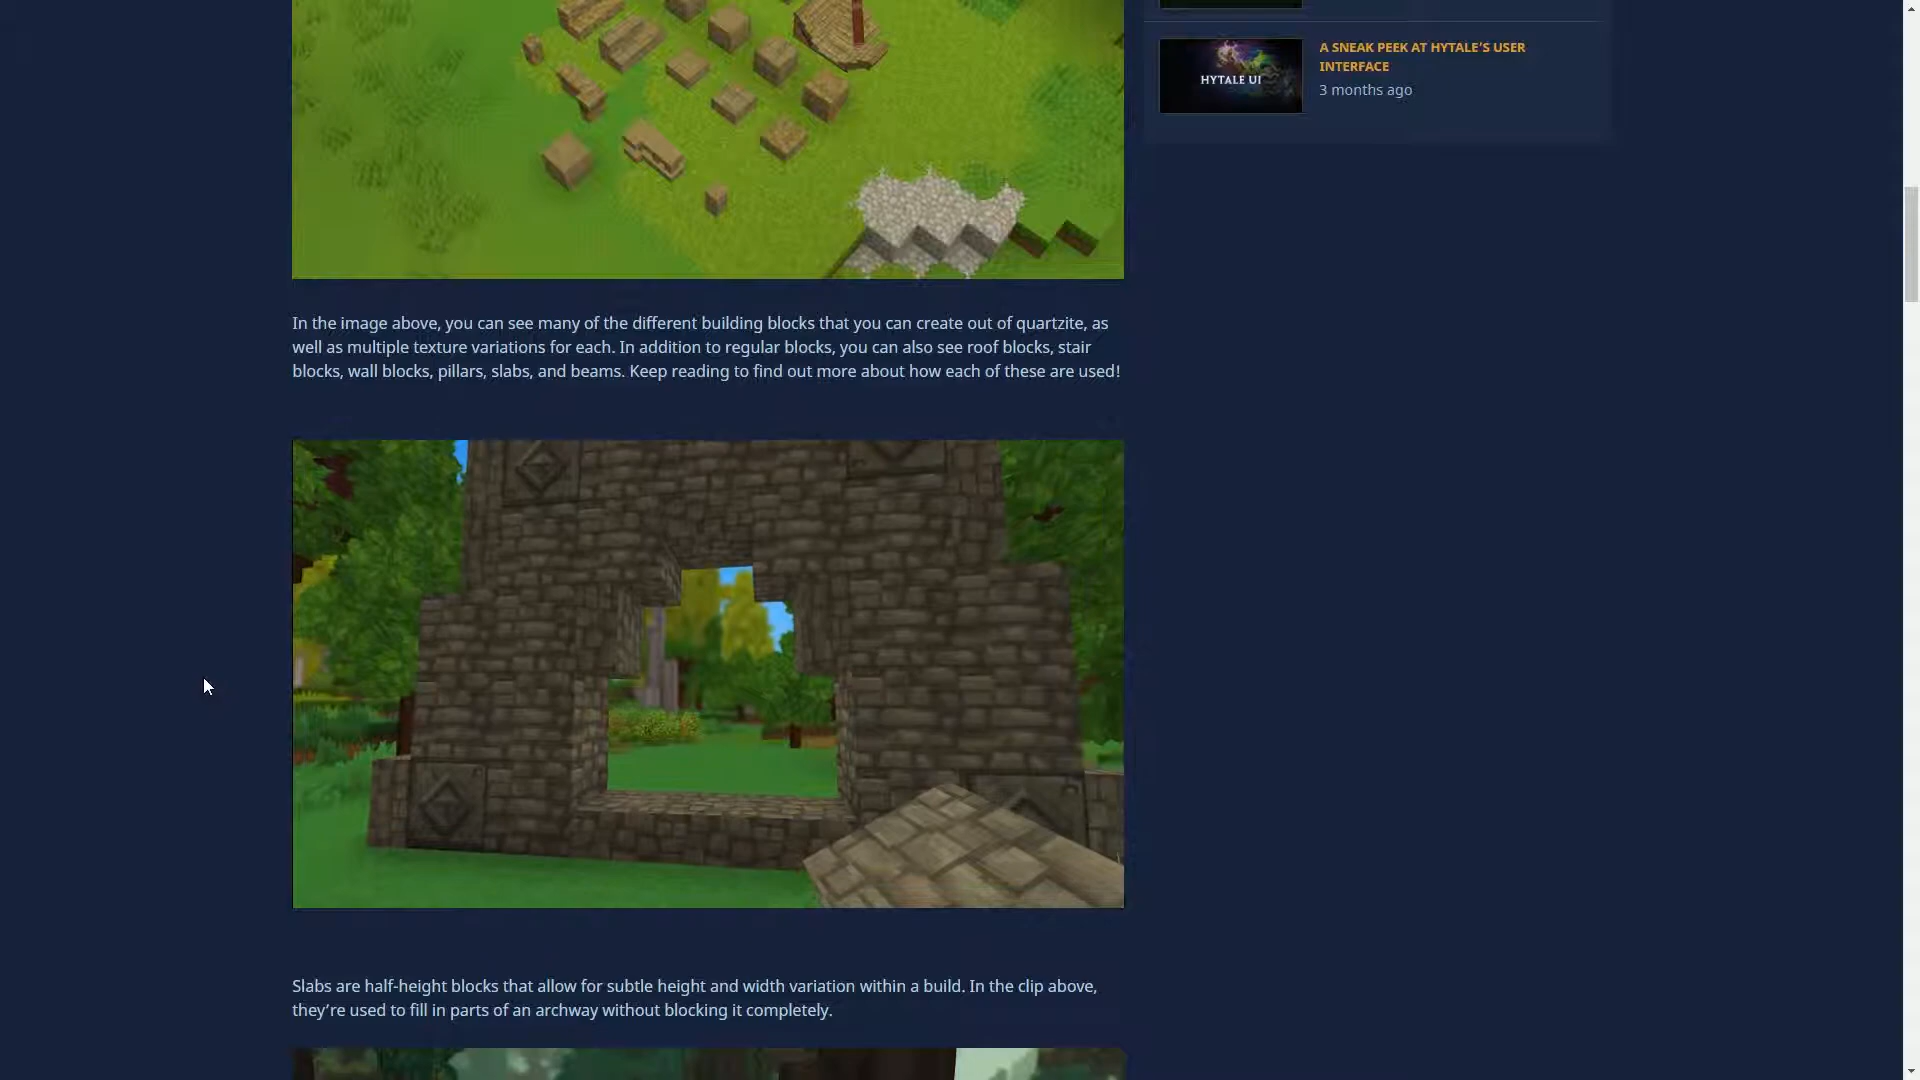 A SNEAK PEEK AT HYTALE'S USER
INTERFACE
HYTALE UI
3 months ago
In the image above, you can see many of the different building blocks that you can create out of quartzite, as
well as multiple texture variations for each. In addition to regular blocks, you can also see roof blocks, stair
blocks, wall blocks, pillars, slabs, and beams. Keep reading to find out more about how each of these are used!
Slabs are half-height blocks that allow for subtle height and width variation within a build. In the clip above,
they’re used to fill in parts of an archway without blocking it completely.